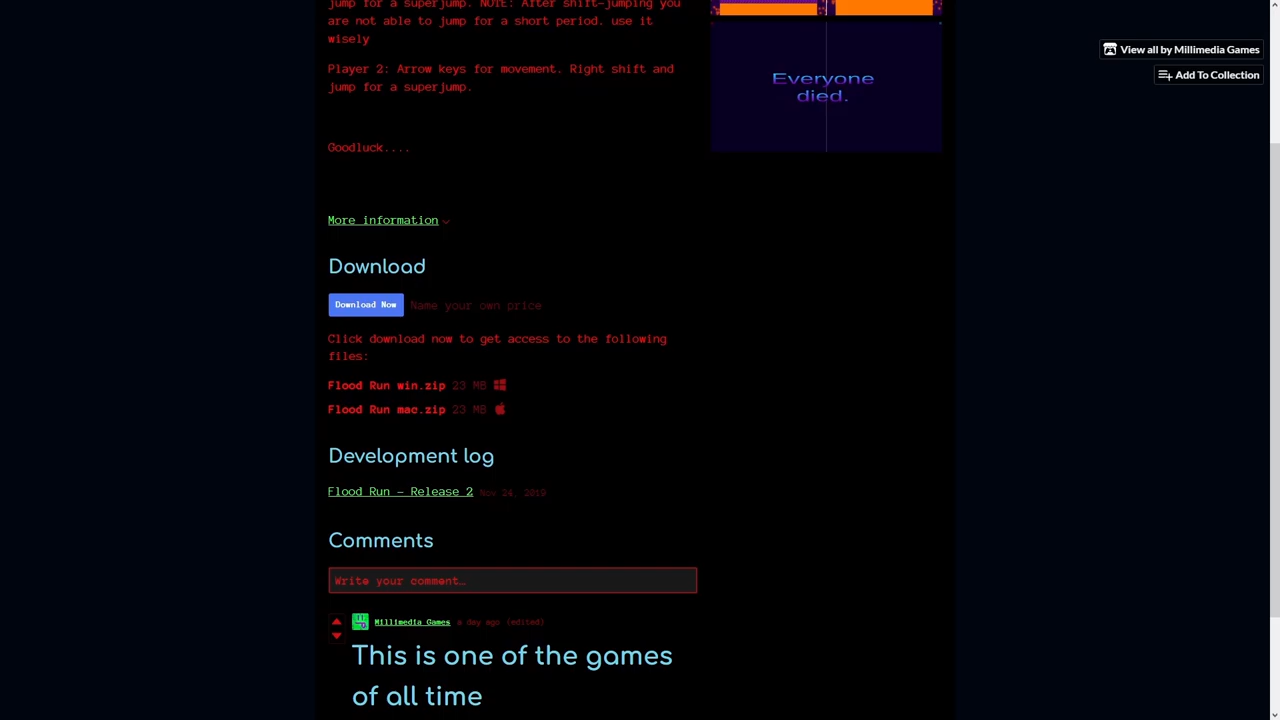 jump for a superjump. NOTE: After shift-jumping you
are not able to jump for a short period. use it
wisely
Player 2: Arrow keys for movement. Right shift and
jump for a superjump.
Goodluck....
More information
Download
Download Now Name your own price
Click download now to get access to the following
files:
Flood Run win.zip 23 MB
Flood Run mac.zip 23 MB
Development log
Flood Run - Release 2 Nov 24, 2019
Comments
Write your comment…
Millimedia Games a day ago (edited)
This is one of the games
of all time
Everyone
died.
View all by Millimedia Games
Add To Collection